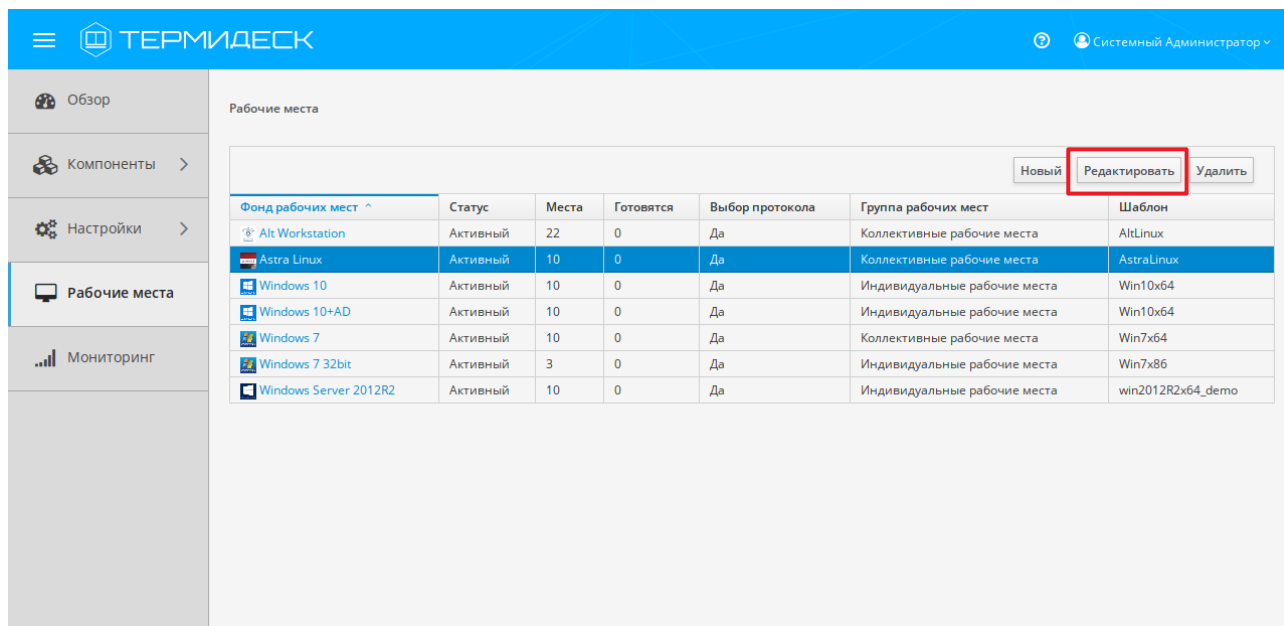 ТЕРМИДЕСК
Системный Администратор
Обзор
Компоненты
Настройки
Рабочие места
Мониторинг
Рабочие места
Новый Редактировать Удалить
Фонд рабочих мест Статус Места Готовятся Выбор протокола Группа рабочих мест Шаблон
Alt Workstation Активный 22 0 Да Коллективные рабочие места AltLinux
Astra Linux Активный 10 0 Да Коллективные рабочие места AstraLinux
Windows 10 Активный 10 0 Да Индивидуальные рабочие места Win10x64
Windows 10+AD Активный 10 0 Да Индивидуальные рабочие места Win10x64
Windows 7 Активный 10 0 Да Коллективные рабочие места Win7x64
Windows 7 32bit Активный 3 0 Да Индивидуальные рабочие места Win7x86
Windows Server 2012R2 Активный 10 0 Да Индивидуальные рабочие места win2012R2x64_demo